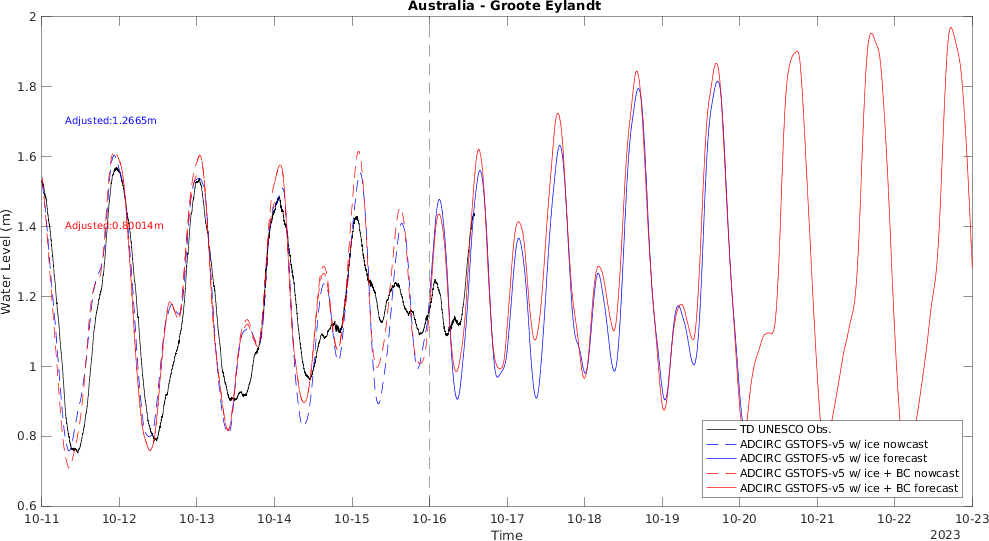 Australia - Groote Eylandt
2
1.8
1.6
1.4
1.2
1
0.8
0.6
Water Level (m)
Adjusted:1.2665m
Adjusted:0.80014m
TD UNESCO Obs.
ADCIRC GSTOFS-v5 w/ ice nowcast
ADCIRC GSTOFS-v5 w/ ice forecast
ADCIRC GSTOFS-v5 w/ ice + BC nowcast
ADCIRC GSTOFS-v5 w/ ice + BC forecast
10-11 10-12 10-13 10-14 10-15 10-16 10-17 10-18 10-19 10-20 10-21 10-22 10-23
Time
2023